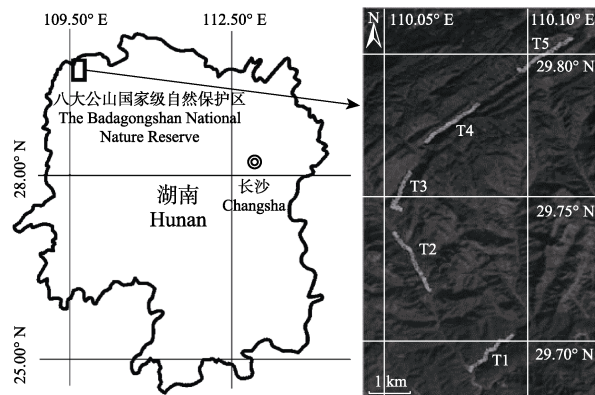 109.50° E
112.50° E
28.00° N
25.00° N
八大公山国家级自然保护区
The Badagongshan National
Nature Reserve
长沙
Changsha
湖南
Hunan
N
110.05° E
110.10° E
T5
29.80° N
T4
T3
29.75° N
T2
29.70° N
T1
1 km